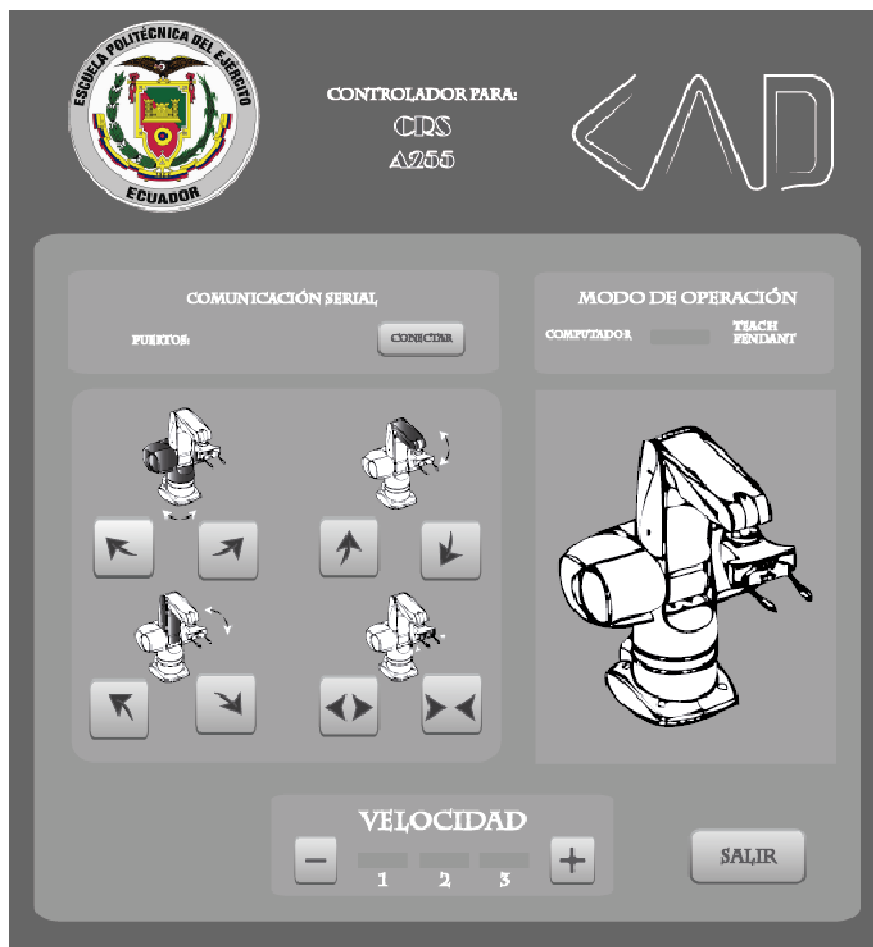 ESCUELA POLITÉCNICA DEL EJÉRCITO
ECUADOR
CONTROLADOR PARA:
CRS
A255
CAD
COMUNICACIÓN SERIAL
PUERTOS:
CONECTAR
MODO DE OPERACIÓN
COMPUTADOR
TEACH
PENDANT
VELOCIDAD
1 2 3
SALIR